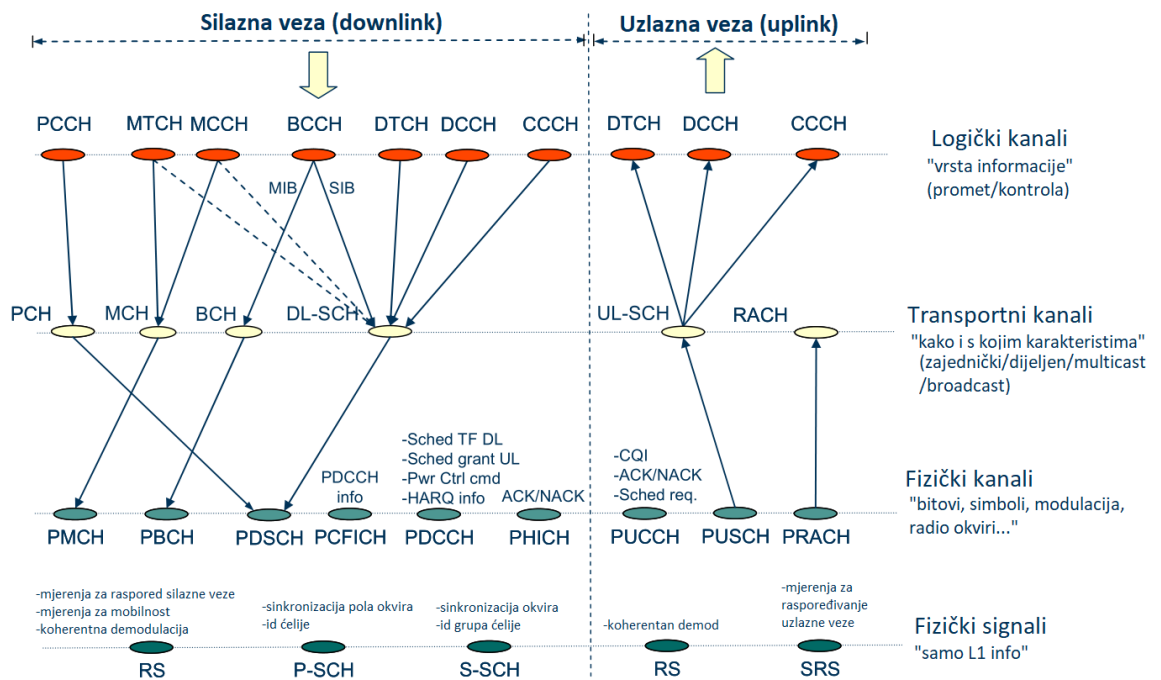 Silazna veza (downlink)
Uzlazna veza (uplink)
PCCH
MTCH
MCCH
BCCH
DTCH
DCCH
CCCH
DTCH
DCCH
CCCH
Logički kanali
"vrsta informacije"
(promet/kontrola)
MIB
SIB
PCH
MCH
BCH
DL-SCH
UL-SCH
RACH
Transportni kanali
"kako i s kojim karakteristima"
(zajednički/dijeljen/multicast
/broadcast)
PDCCH
info
-Sched TF DL
-Sched grant UL
-Pwr Ctrl cmd
-HARQ info
ACK/NACK
-CQI
-ACK/NACK
-Sched req.
Fizički kanali
"bitovi, simboli, modulacija,
radio okviri..."
PMCH
PBCH
PDSCH
PCFICH
PDCCH
PHICH
PUCCH
PUSCH
PRACH
-mjerenja za raspored silazne veze
-mjerenja za mobilnost
-koherentna demodulacija
-sinkronizacija pola okvira
-id ćelije
-sinkronizacija okvira
-id grupa ćelije
-koherentan demod
-mjerenja za
raspoređivanje
uzlazne veze
Fizički signali
"samo L1 info"
RS
P-SCH
S-SCH
RS
SRS